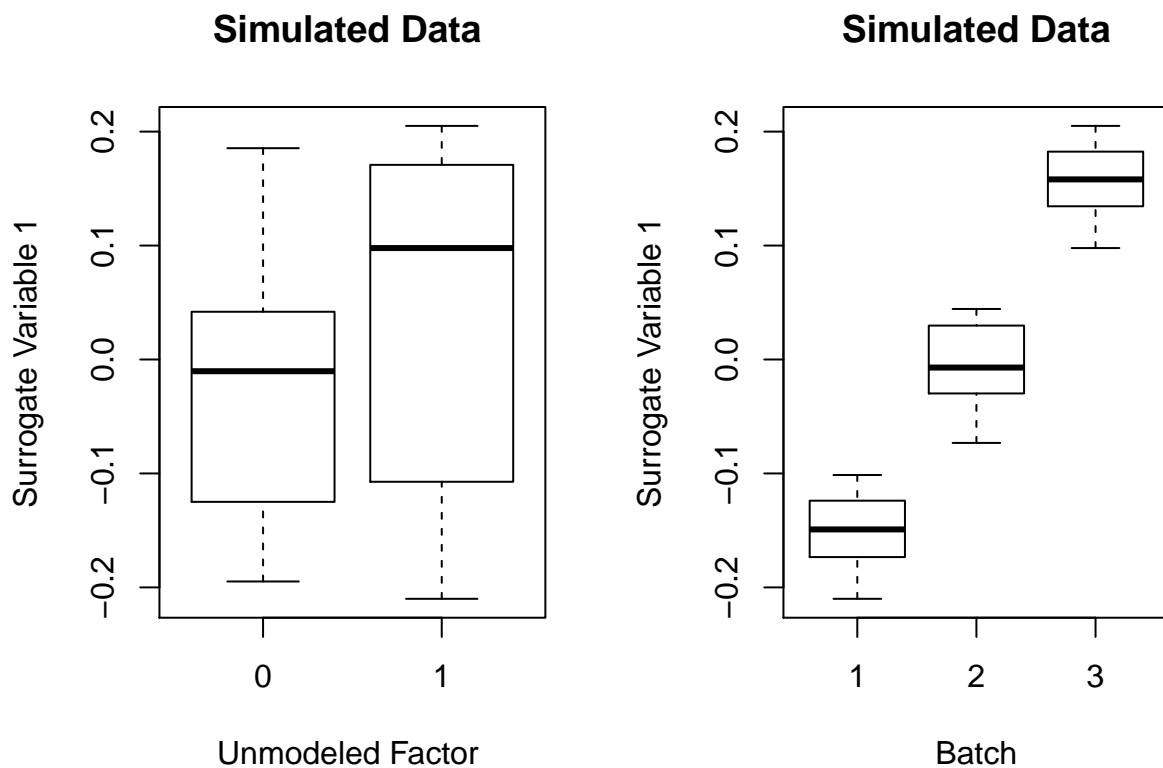 Simulated Data
Surrogate Variable 1
0.2
0.1
0.0
−0.1
−0.2
0 1
Unmodeled Factor
Simulated Data
Surrogate Variable 1
0.2
0.1
0.0
−0.1
−0.2
1 2 3
Batch